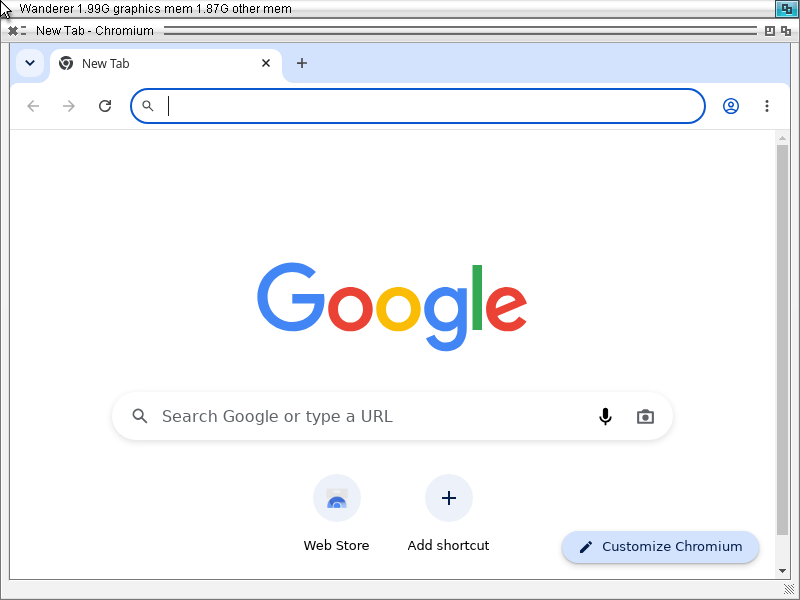 Wanderer 1.99G graphics mem 1.87G other mem
New Tab - Chromium
New Tab
Google
Search Google or type a URL
Web Store
Add shortcut
Customize Chromium